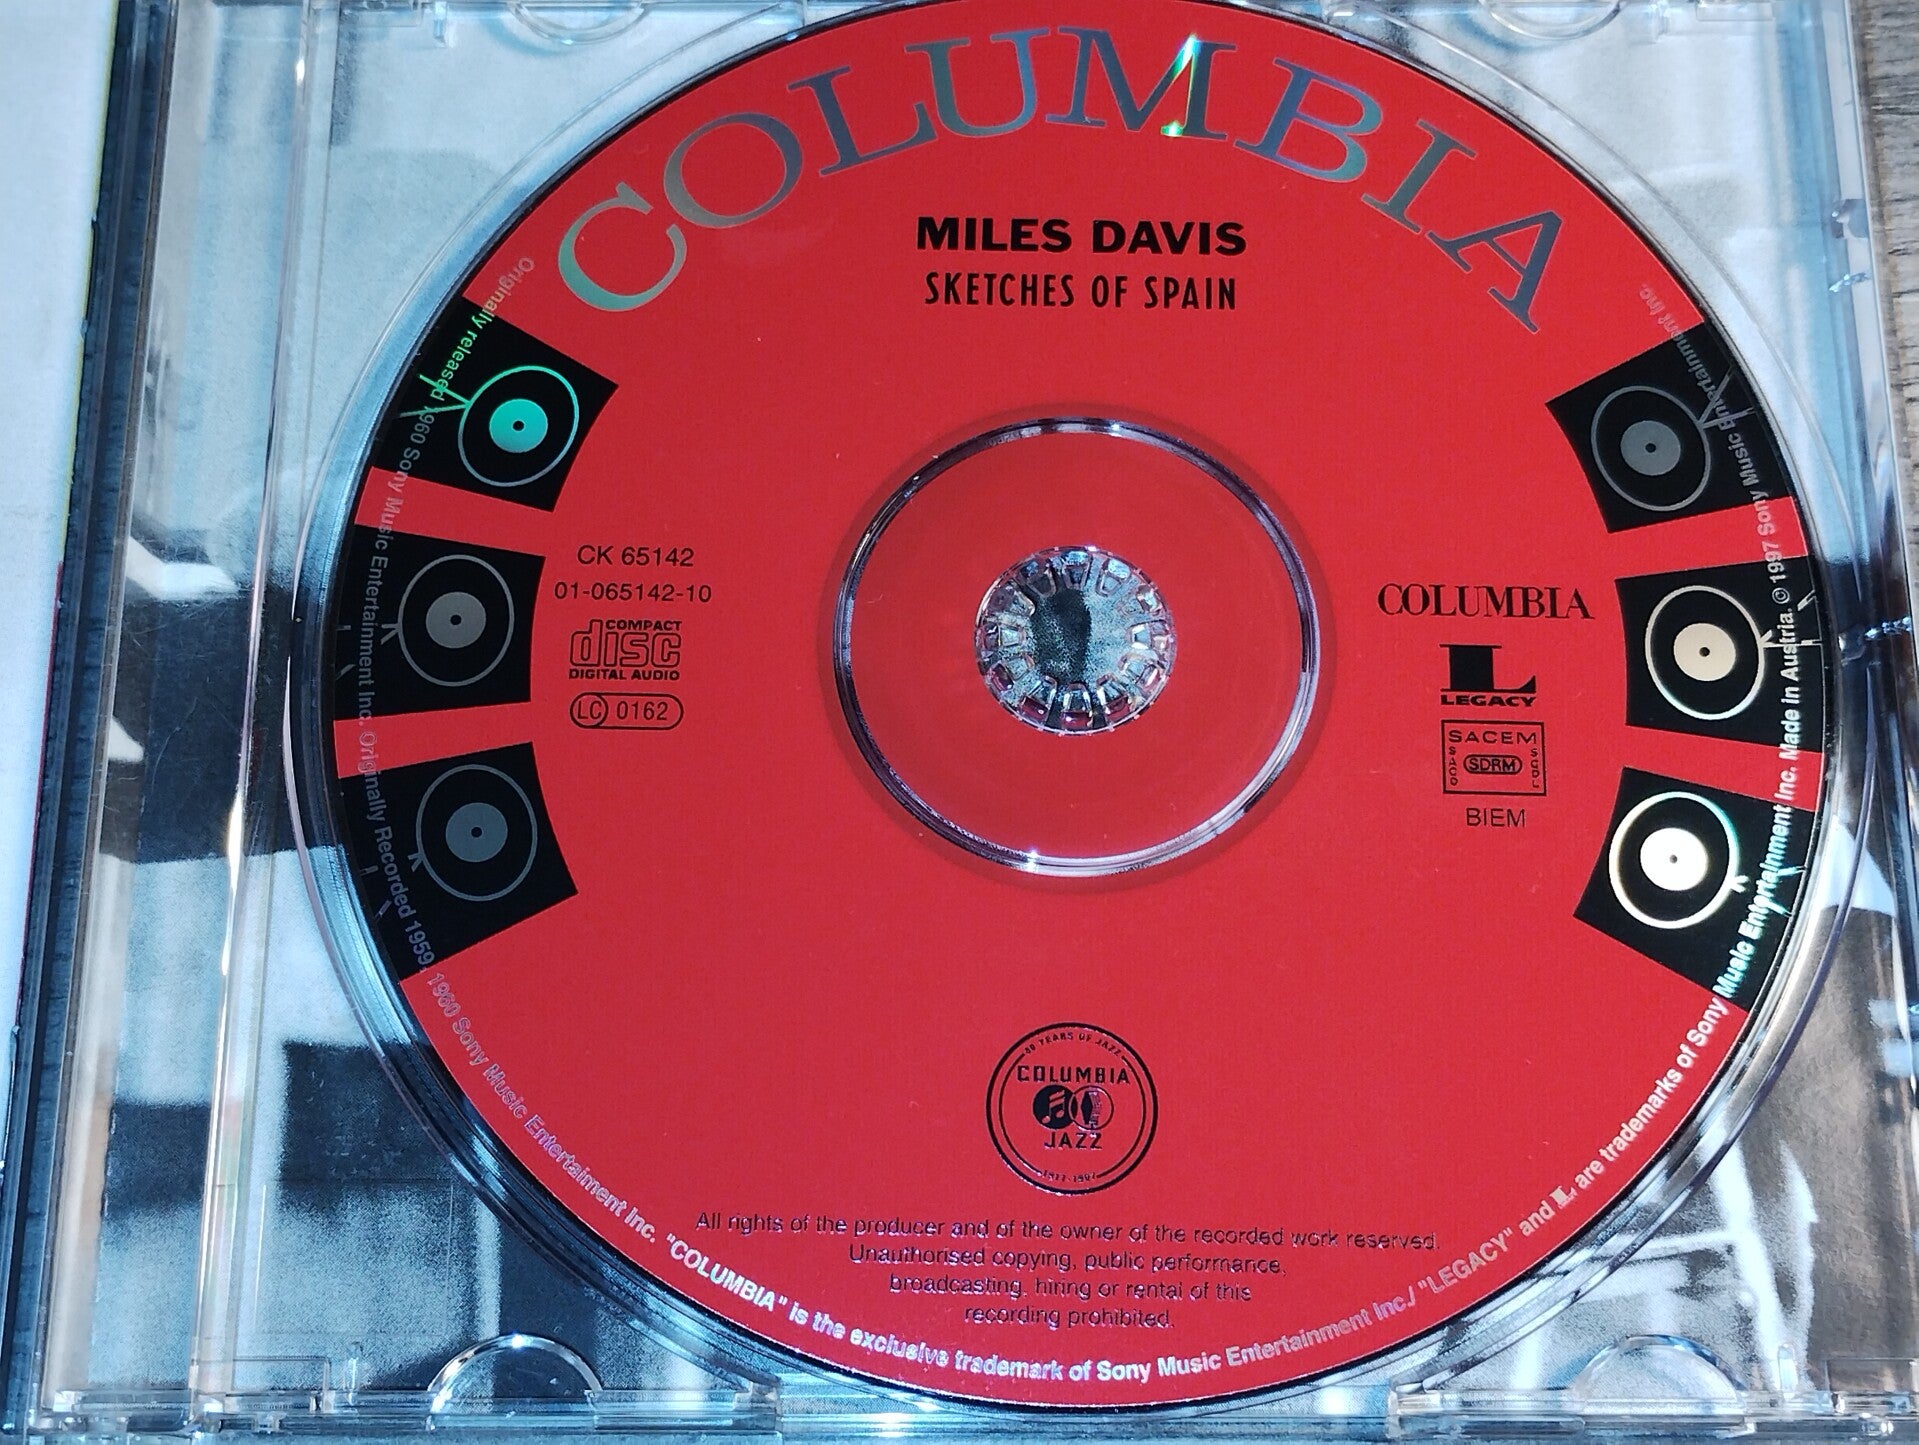 COLUMBIA
MILES DAVIS
SKETCHES OF SPAIN
CK 65142
01-065142-10
COMPACT
disc
DIGITAL AUDIO
LC 0162
COLUMBIA
L
LEGACY
SACEM
SACD SDRM SGDL
BIEM
COLUMBIA
JAZZ
1927-1997
All rights of the producer and of the owner of the recorded work reserved.
Unauthorised copying, public performance,
broadcasting, hiring or rental of this
recording prohibited.
Originally released 1960 Sony Music Entertainment Inc. Originally Recorded 1959, 1960 Sony Music Entertainment Inc. "COLUMBIA" is the exclusive trademark of Sony Music Entertainment Inc./ "LEGACY" and L are trademarks of Sony Music Entertainment Inc. Made in Austria. ℗ 1997 Sony Music Entertainment Inc.